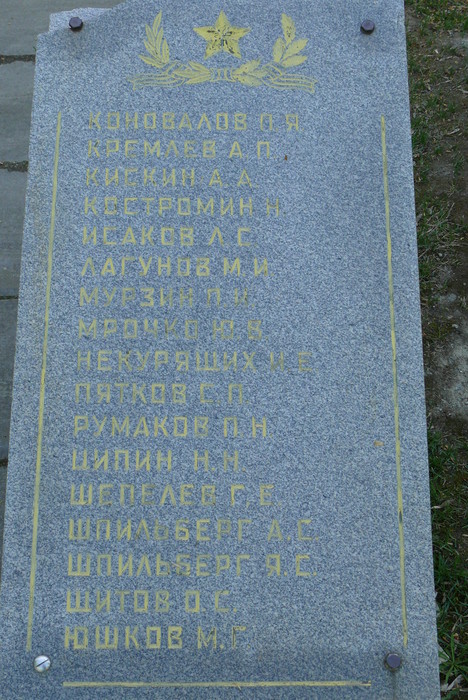 КОНОВАЛОВ П.Я.
КРЕМЛЕВ А.П.
КИСКИН А.А.
КОСТРОМИН Н.
ИСАКОВ Л.С.
ЛАГУНОВ М.И.
МУРЗИН П.И.
МРОЧКО Ю.В.
НЕКУРЯЩИХ И.Е.
ПЯТКОВ С.П.
РУМАКОВ П.Н.
ЦИПИН Н.Н.
ШЕПЕЛЕВ Г.Е.
ШПИЛЬБЕРГ А.С.
ШПИЛЬБЕРГ Я.С.
ЩИТОВ О.С.
ЮШКОВ М.Г.